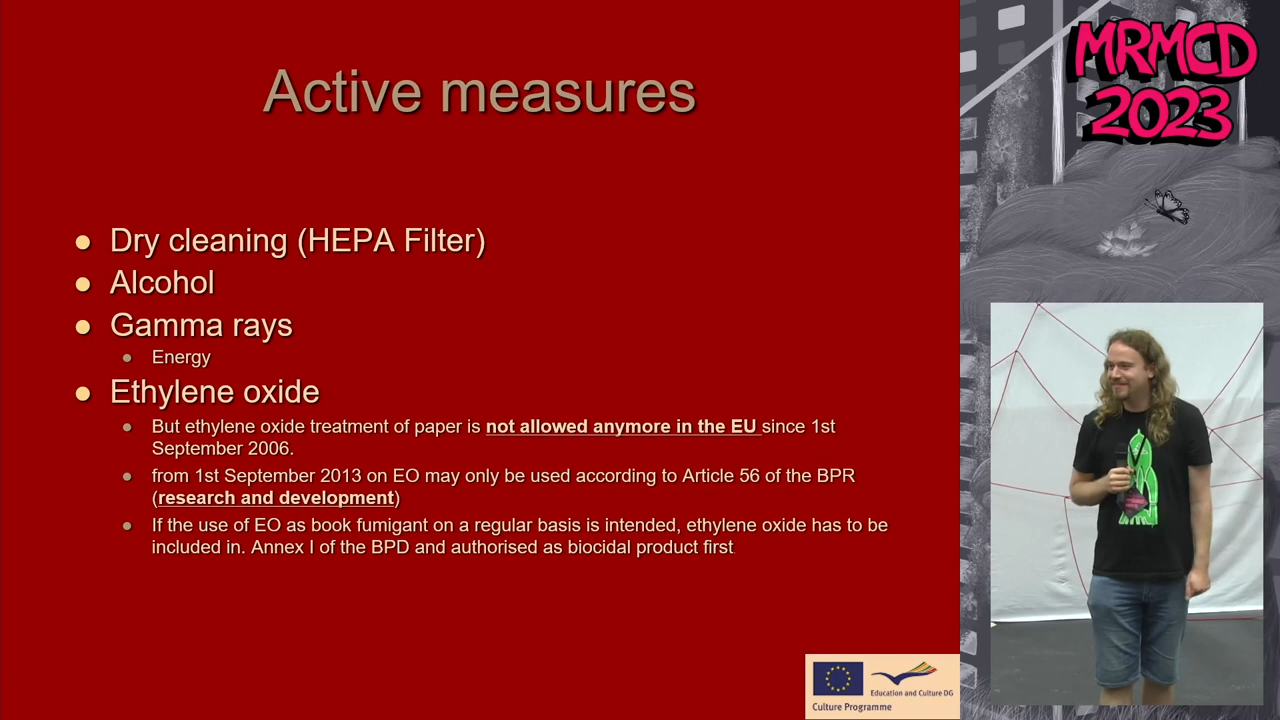 Active measures
Dry cleaning (HEPA Filter)
Alcohol
Gamma rays
Energy
Ethylene oxide
But ethylene oxide treatment of paper is not allowed anymore in the EU since 1st
September 2006.
from 1st September 2013 on EO may only be used according to Article 56 of the BPR
(research and development)
If the use of EO as book fumigant on a regular basis is intended, ethylene oxide has to be
included in. Annex I of the BPD and authorised as biocidal product first
Education and Culture DG
Culture Programme
MRMCD
2023